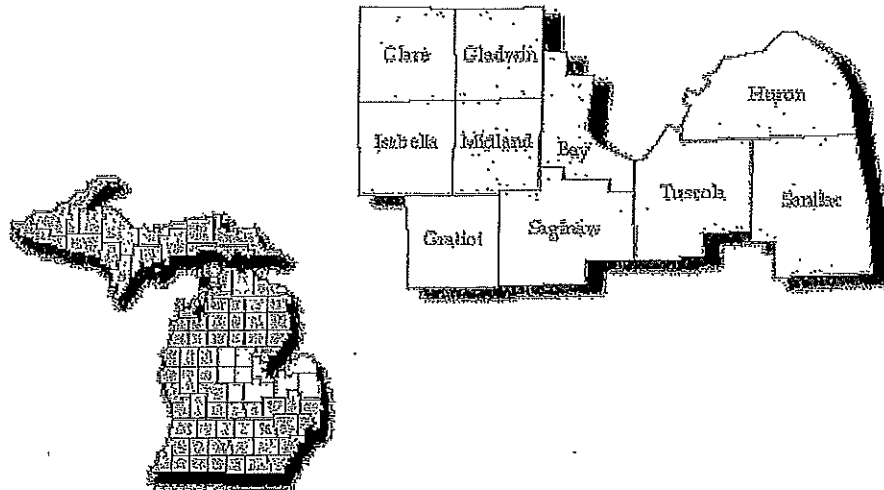 Clare Gladwin
Huron
Isabella Midland
Bay
Tuscola Sanilac
Gratiot Saginaw